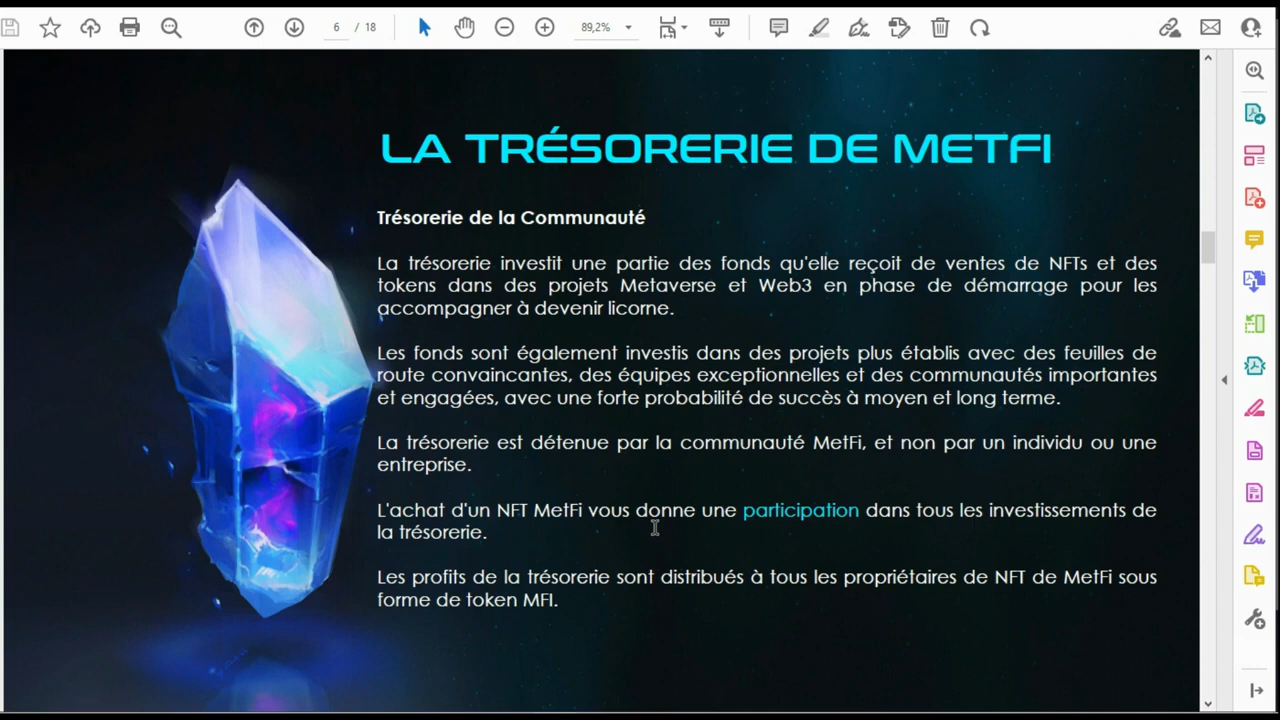 6 / 18
89,2%
LA TRÉSORERIE DE METFI
Trésorerie de la Communauté
La trésorerie investit une partie des fonds qu'elle reçoit de ventes de NFTs et des
tokens dans des projets Metaverse et Web3 en phase de démarrage pour les
accompagner à devenir licorne.
Les fonds sont également investis dans des projets plus établis avec des feuilles de
route convaincantes, des équipes exceptionnelles et des communautés importantes
et engagées, avec une forte probabilité de succès à moyen et long terme.
La trésorerie est détenue par la communauté MetFi, et non par un individu ou une
entreprise.
L'achat d'un NFT MetFi vous donne une participation dans tous les investissements de
la trésorerie.
Les profits de la trésorerie sont distribués à tous les propriétaires de NFT de MetFi sous
forme de token MFI.